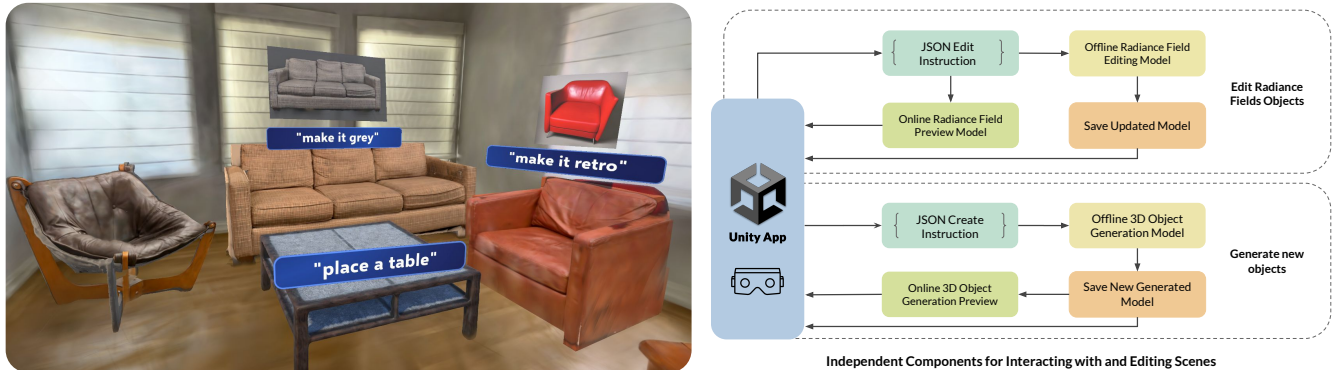 "make it grey"
"make it retro"
"place a table"
Unity App
{ JSON Edit }
Instruction
Offline Radiance Field
Editing Model
Online Radiance Field
Preview Model
Save Updated Model
Edit Radiance
Fields Objects
{ JSON Create }
Instruction
Offline 3D Object
Generation Model
Online 3D Object
Generation Preview
Save New Generated
Model
Generate new
objects
Independent Components for Interacting with and Editing Scenes